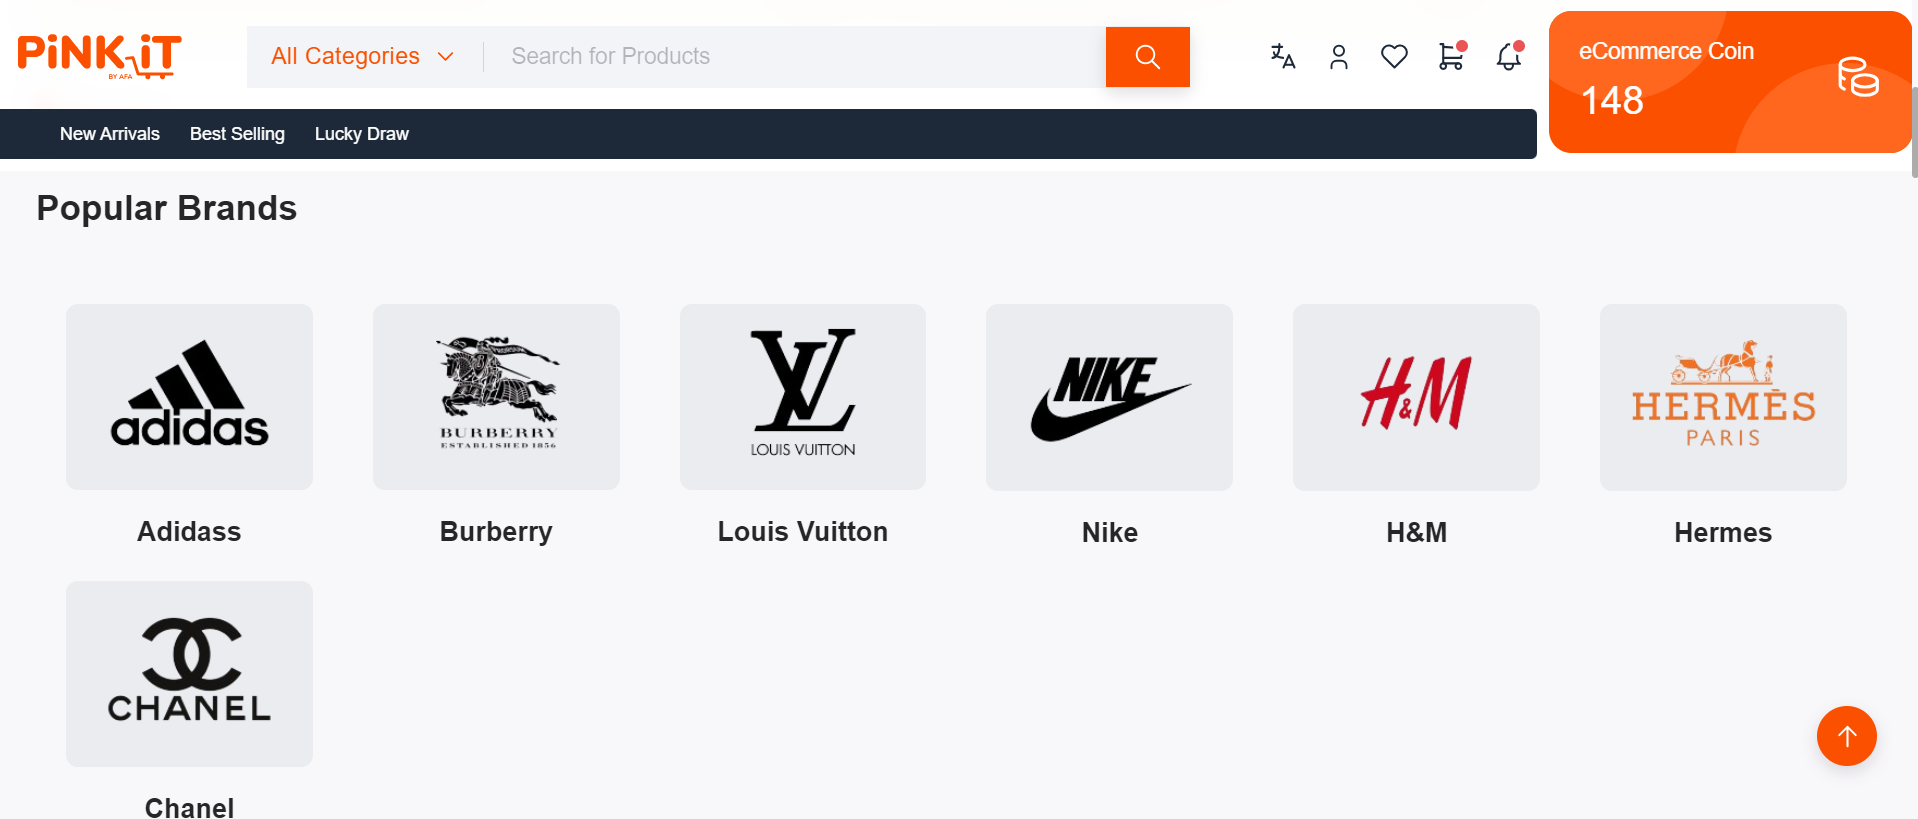 PiNK iT
BY AFA
All Categories
Search for Products
eCommerce Coin
148
New Arrivals
Best Selling
Lucky Draw
Popular Brands
adidas
BURBERRY
ESTABLISHED 1856
LV
LOUIS VUITTON
NIKE
H&M
HERMÈS
PARIS
Adidass
Burberry
Louis Vuitton
Nike
H&M
Hermes
CHANEL
Chanel